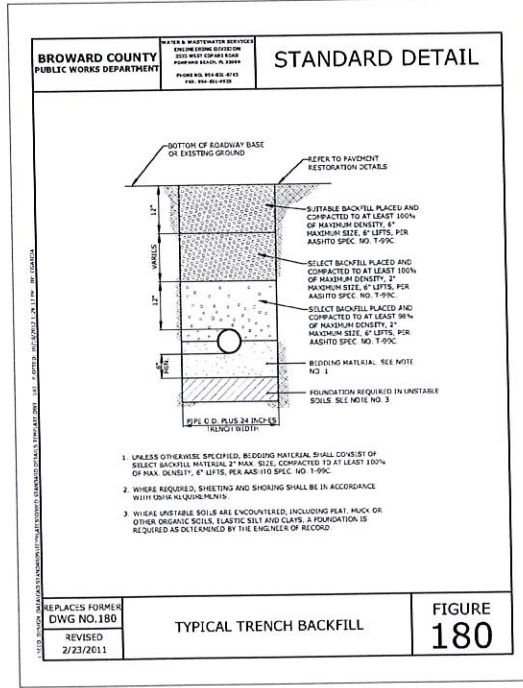 BROWARD COUNTY
PUBLIC WORKS DEPARTMENT
WATER & WASTEWATER SERVICES
ENGINEERING DIVISION
2555 WEST COPANS ROAD
POMPANO BEACH, FL 33069
PHONE NO. 954-831-0745
FAX. 954-831-4925
STANDARD DETAIL
BOTTOM OF ROADWAY BASE
OR EXISTING GROUND
REFER TO PAVEMENT
RESTORATION DETAILS
12"
SUITABLE BACKFILL PLACED AND
COMPACTED TO AT LEAST 100%
OF MAXIMUM DENSITY, 6"
MAXIMUM SIZE, 6" LIFTS, PER
AASHTO SPEC. NO. T-99C.
VARIES
SELECT BACKFILL PLACED AND
COMPACTED TO AT LEAST 100%
OF MAXIMUM DENSITY, 2"
MAXIMUM SIZE, 6" LIFTS, PER
AASHTO SPEC. NO. T-99C.
12"
SELECT BACKFILL PLACED AND
COMPACTED TO AT LEAST 98%
OF MAXIMUM DENSITY, 2"
MAXIMUM SIZE, 6" LIFTS, PER
AASHTO SPEC. NO. T-99C.
6"
MIN.
BEDDING MATERIAL. SEE NOTE
NO. 1
FOUNDATION REQUIRED IN UNSTABLE
SOILS. SEE NOTE NO. 3
PIPE O.D. PLUS 24 INCHES
TRENCH WIDTH
1. UNLESS OTHERWISE SPECIFIED, BEDDING MATERIAL SHALL CONSIST OF
SELECT BACKFILL MATERIAL 2" MAX. SIZE, COMPACTED TO AT LEAST 100%
OF MAX. DENSITY, 6" LIFTS, PER AASHTO SPEC. NO. T-99C.
2. WHERE REQUIRED, SHEETING AND SHORING SHALL BE IN ACCORDANCE
WITH OSHA REQUIREMENTS.
3. WHERE UNSTABLE SOILS ARE ENCOUNTERED, INCLUDING PEAT, MUCK OR
OTHER ORGANIC SOILS, ELASTIC SILT AND CLAYS, A FOUNDATION IS
REQUIRED AS DETERMINED BY THE ENGINEER OF RECORD.
REPLACES FORMER
DWG NO.180
REVISED
2/23/2011
TYPICAL TRENCH BACKFILL
FIGURE
180